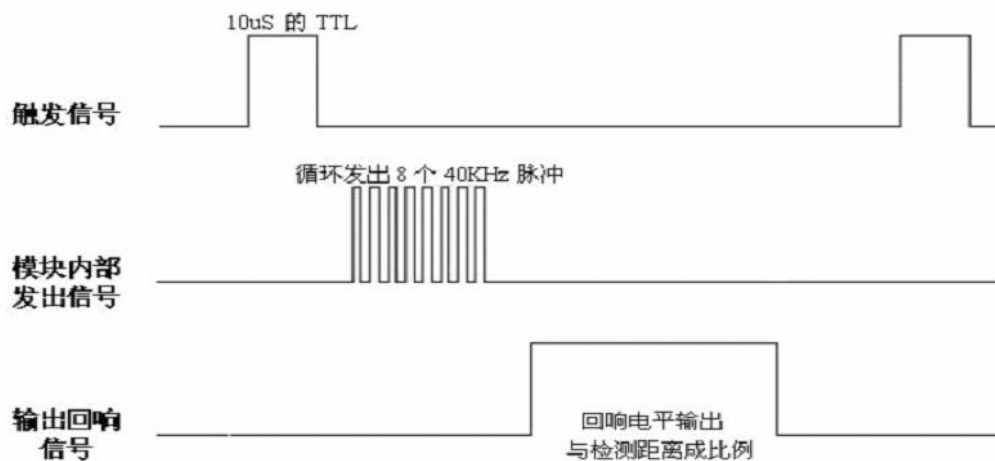 10uS 的 TTL
触发信号
循环发出 8 个 40KHz 脉冲
模块内部
发出信号
输出回响
信号
回响电平输出
与检测距离成比例